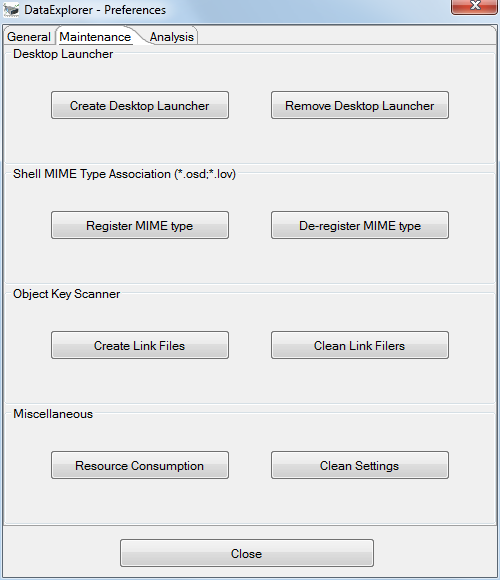 DataExplorer - Preferences
General Maintenance Analysis
Desktop Launcher
Create Desktop Launcher Remove Desktop Launcher
Shell MIME Type Association (*.osd;*.lov)
Register MIME type De-register MIME type
Object Key Scanner
Create Link Files Clean Link Filers
Miscellaneous
Resource Consumption Clean Settings
Close